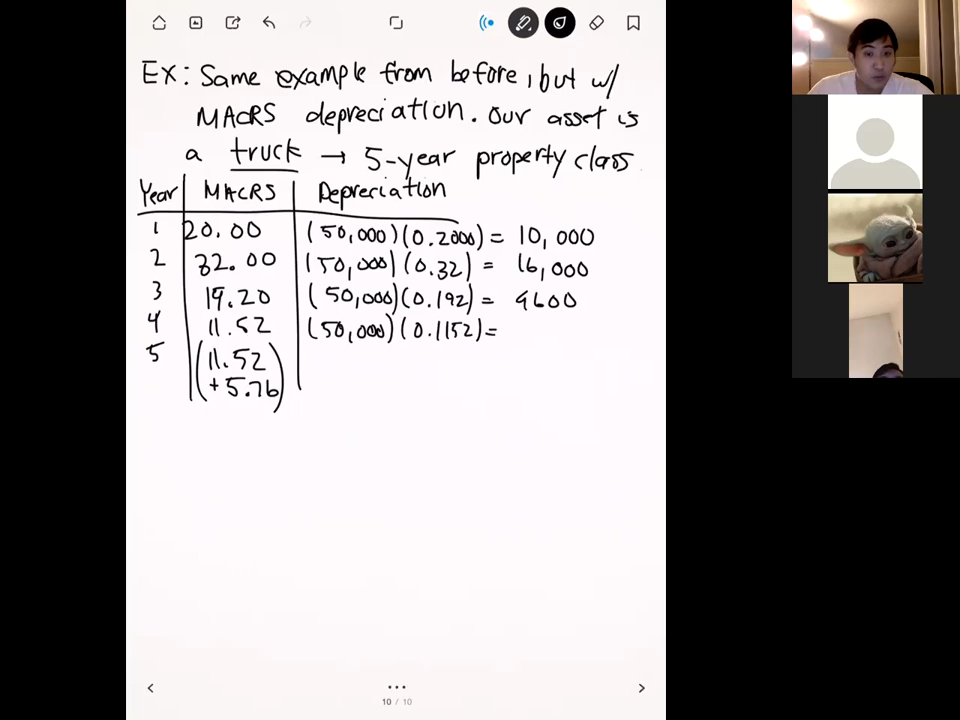 Ex: Same example from before, but w/
MACRS depreciation. Our asset is
a truck → 5-year property class.
Year MACRS Depreciation
1 20.00 (50,000)(0.2000) = 10,000
2 32.00 (50,000)(0.32) = 16,000
3 19.20 (50,000)(0.192) = 9600
4 11.52 (50,000)(0.1152) =
5 (11.52
+ 5.76)
10 / 10